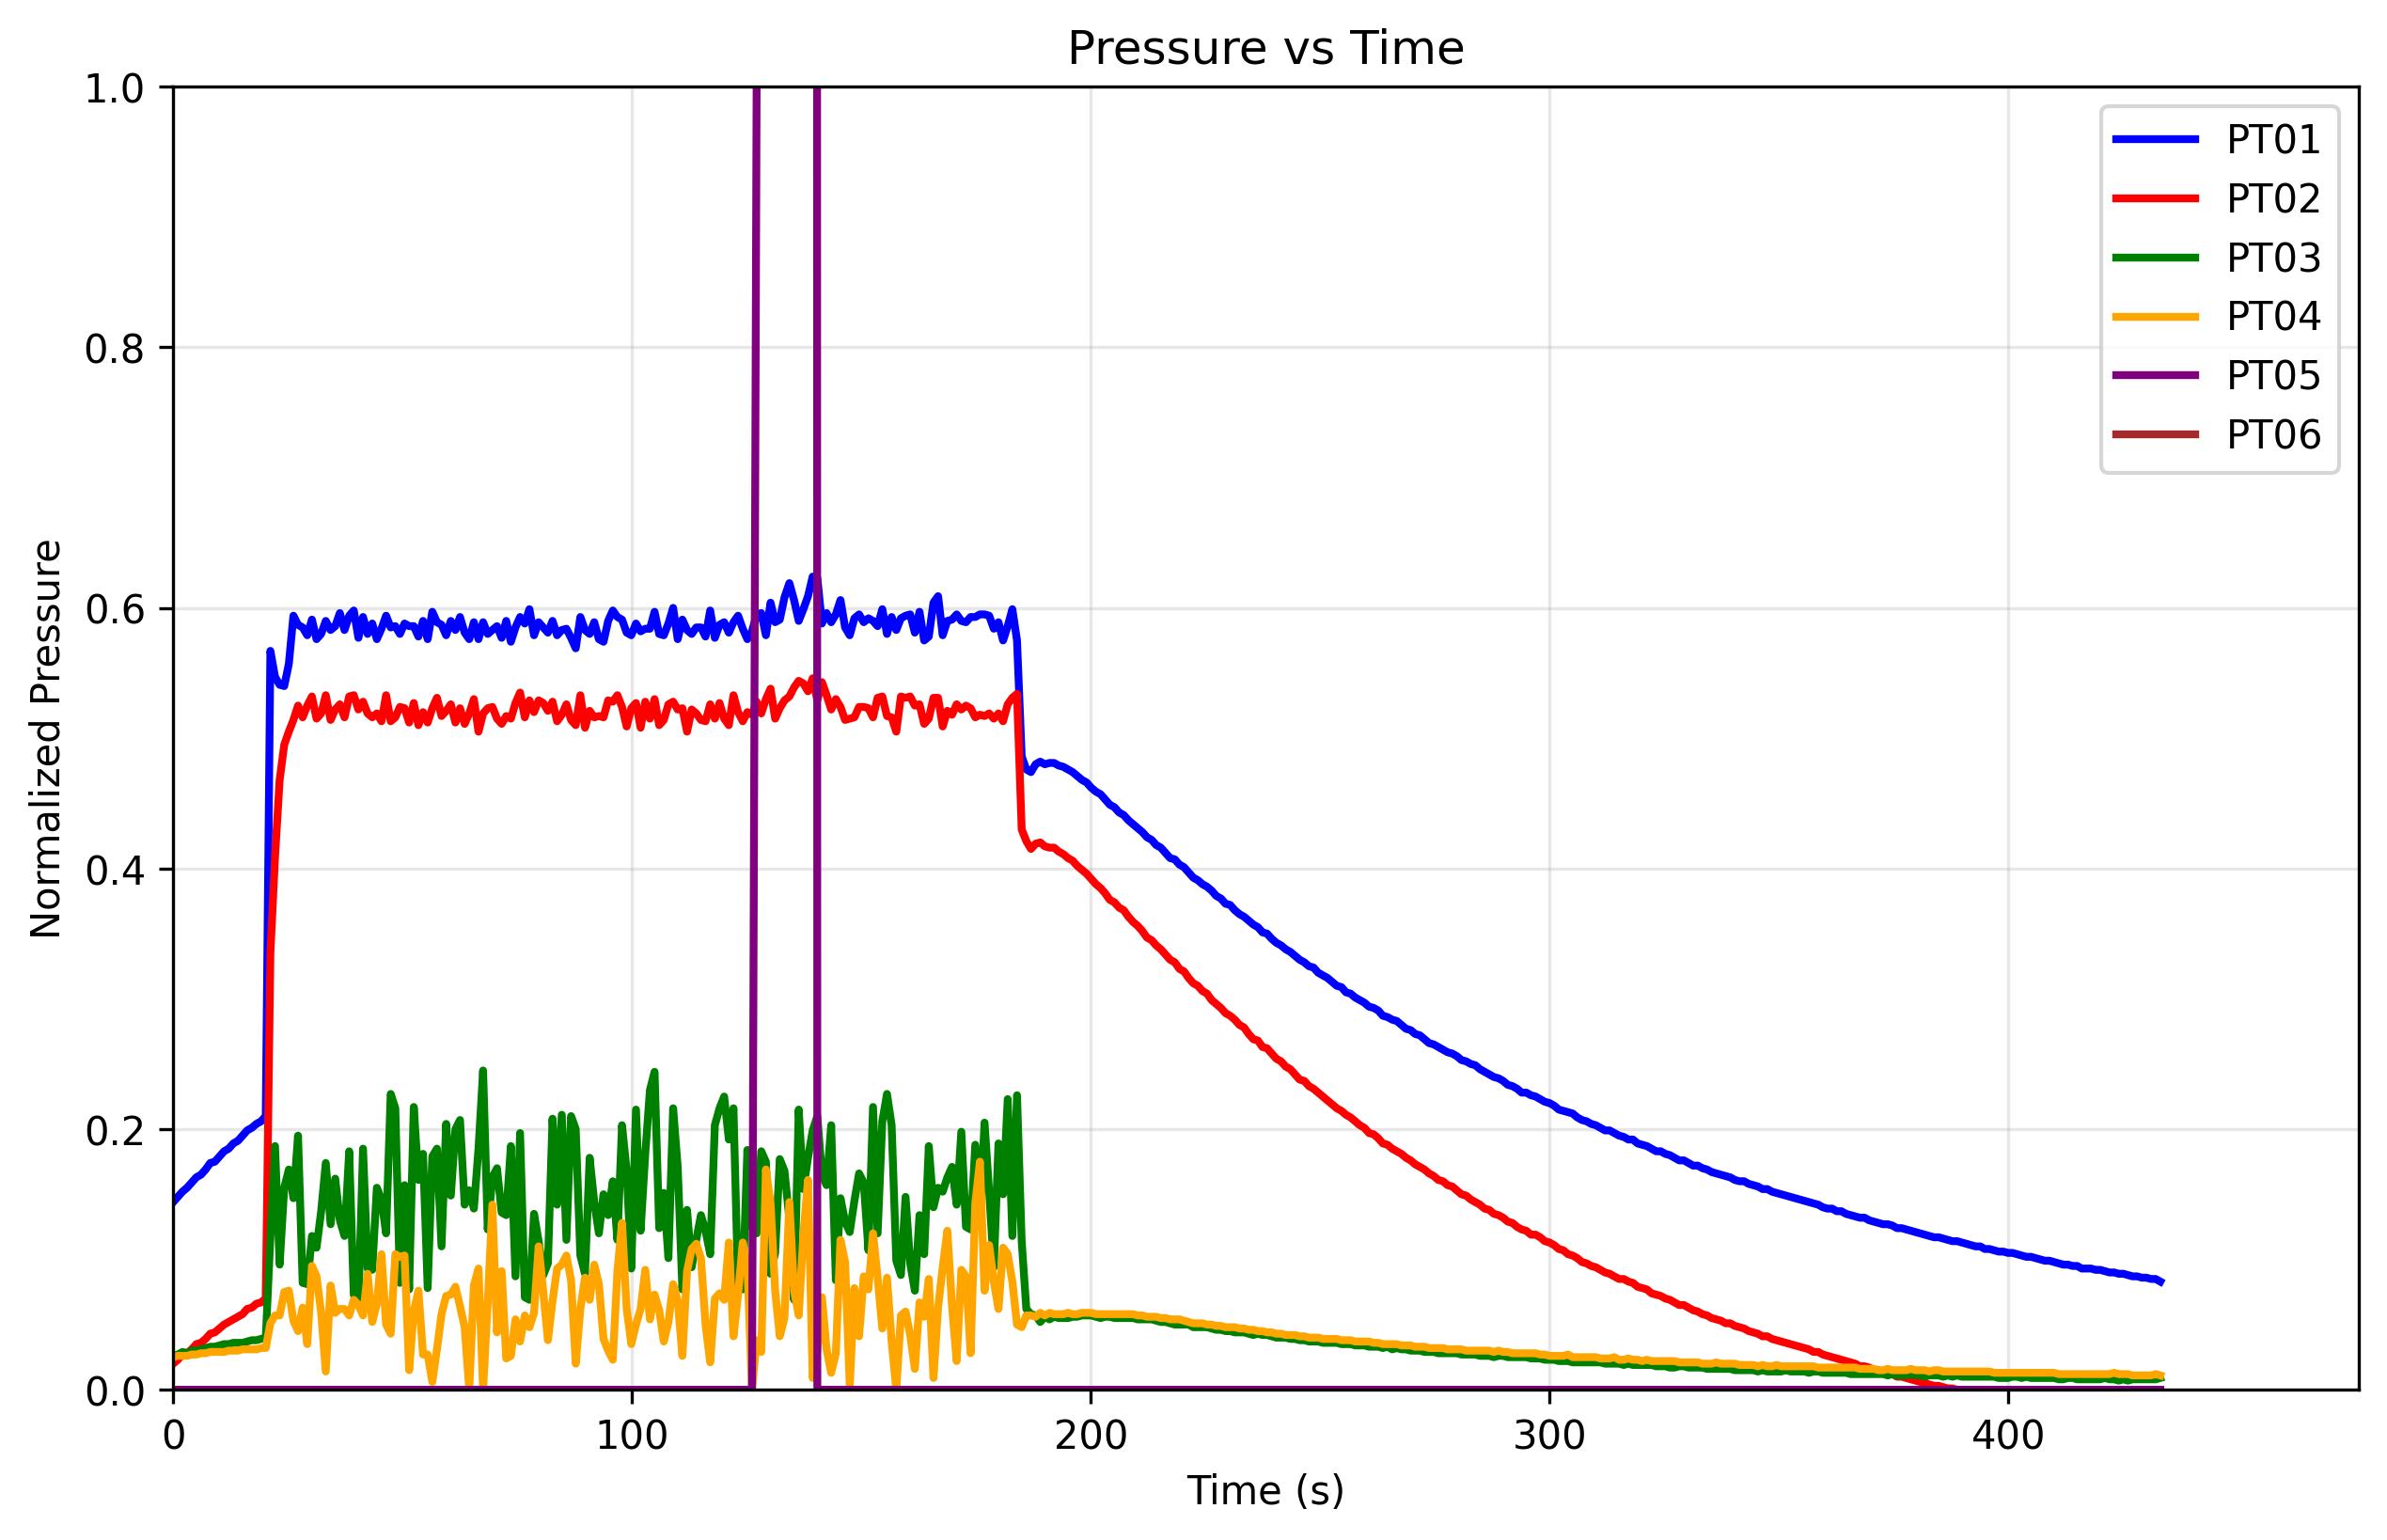 Pressure vs Time
1.0
0.8
0.6
0.4
0.2
0.0
Normalized Pressure
0
100
200
300
400
Time (s)
PT01
PT02
PT03
PT04
PT05
PT06